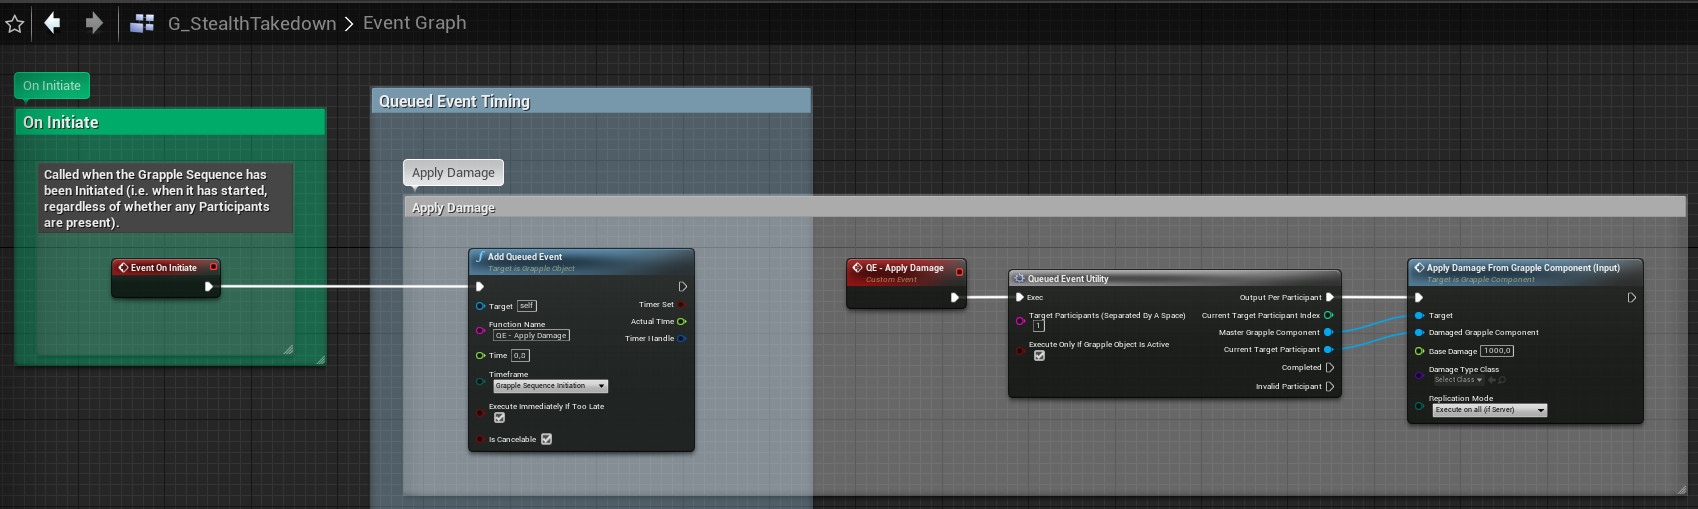 G_StealthTakedown > Event Graph
On Initiate
On Initiate
Called when the Grapple Sequence has
been Initiated (i.e. when it has started,
regardless of whether any Participants
are present).
Event On Initiate
Queued Event Timing
Apply Damage
Apply Damage
Add Queued Event
Target is Grapple Object
Target self
Timer Set
Function Name
QE - Apply Damage
Actual Time
Timer Handle
Time 0,8
Timeframe
Grapple Sequence Initiation
Execute Immediately If Too Late
Is Cancelable
QE - Apply Damage
Custom Event
Queued Event Utility
Exec
Output Per Participant
Target Participants (Separated By A Space)
1
Current Target Participant Index
Master Grapple Component
Execute Only If Grapple Object Is Active
Current Target Participant
Completed
Invalid Participant
Apply Damage From Grapple Component (Input)
Target is Grapple Component
Target
Damaged Grapple Component
Base Damage 1000,0
Damage Type Class
Select Class
Replication Mode
Execute on all (if Server)